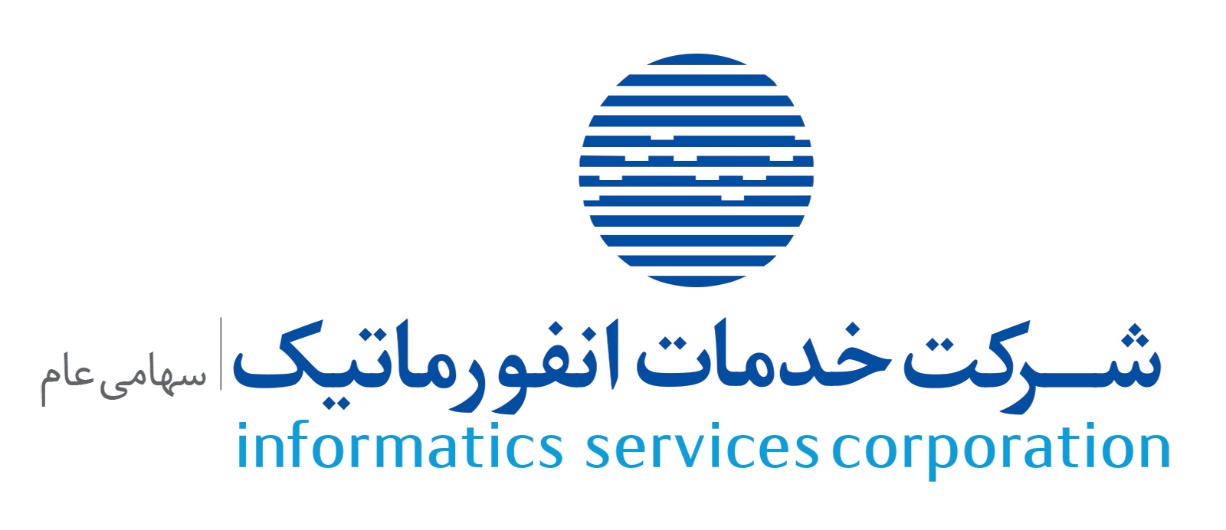 شرکت خدمات انفورماتیک | سهامی عام
informatics services corporation